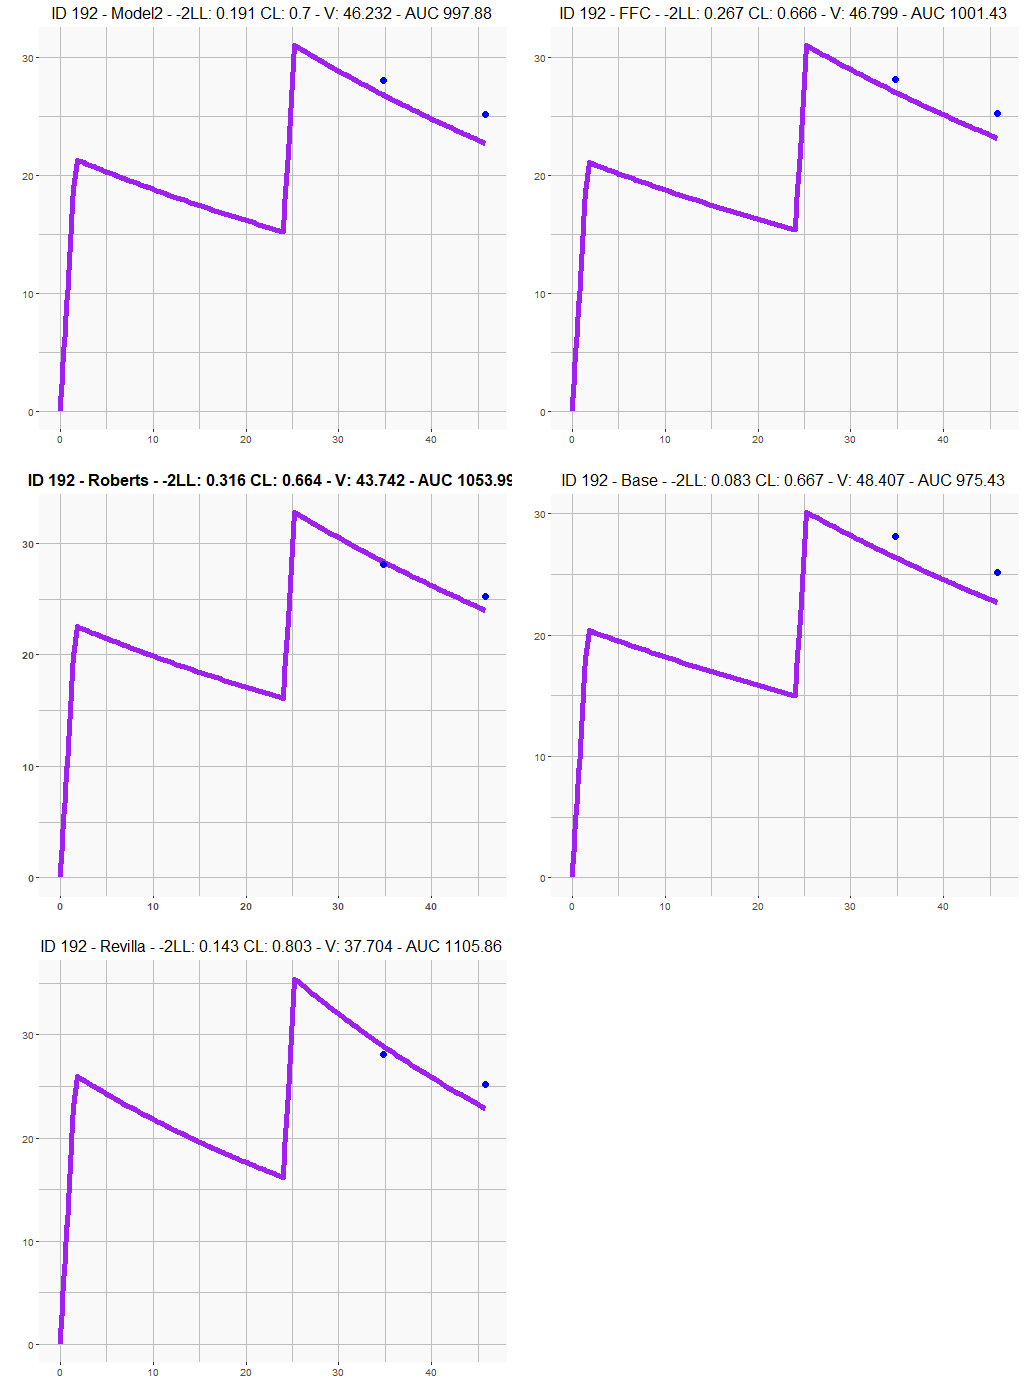 ID 192 - Model2 - -2LL: 0.191 CL: 0.7 - V: 46.232 - AUC 997.88
30
20
10
0
0 10 20 30 40
ID 192 - FFC - -2LL: 0.267 CL: 0.666 - V: 46.799 - AUC 1001.43
30
20
10
0
0 10 20 30 40
ID 192 - Roberts - -2LL: 0.316 CL: 0.664 - V: 43.742 - AUC 1053.99
30
20
10
0
0 10 20 30 40
ID 192 - Base - -2LL: 0.083 CL: 0.667 - V: 48.407 - AUC 975.43
30
20
10
0
0 10 20 30 40
ID 192 - Revilla - -2LL: 0.143 CL: 0.803 - V: 37.704 - AUC 1105.86
30
20
10
0
0 10 20 30 40